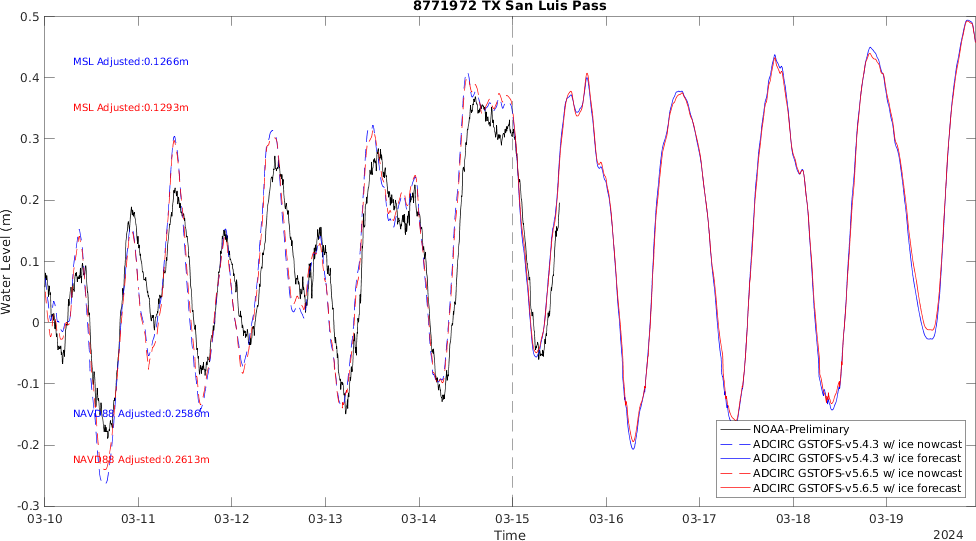 8771972 TX San Luis Pass
0.5
MSL Adjusted:0.1266m
0.4
MSL Adjusted:0.1293m
0.3
0.2
Water Level (m)
0.1
0
-0.1
NAVD88 Adjusted:0.2586m
-0.2
NAVD88 Adjusted:0.2613m
-0.3
NOAA-Preliminary
ADCIRC GSTOFS-v5.4.3 w/ ice nowcast
ADCIRC GSTOFS-v5.4.3 w/ ice forecast
ADCIRC GSTOFS-v5.6.5 w/ ice nowcast
ADCIRC GSTOFS-v5.6.5 w/ ice forecast
03-10 03-11 03-12 03-13 03-14 03-15 03-16 03-17 03-18 03-19
Time
2024